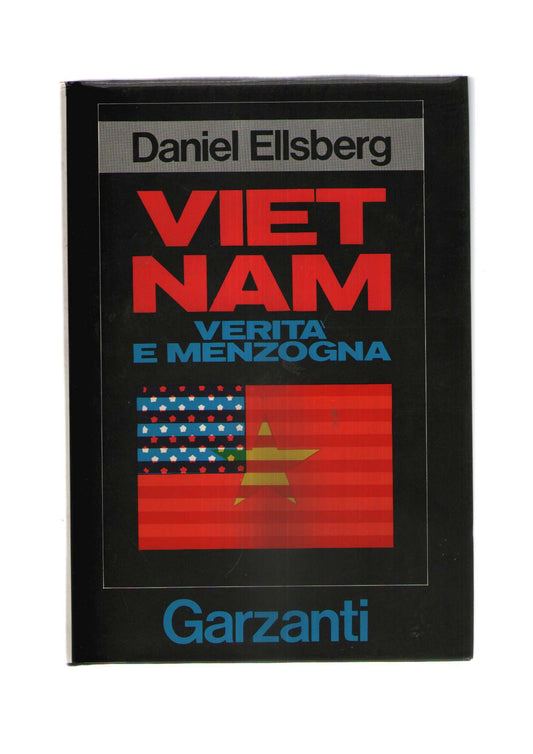 Daniel Ellsberg
VIET
NAM
VERITA
E MENZOGNA
Garzanti